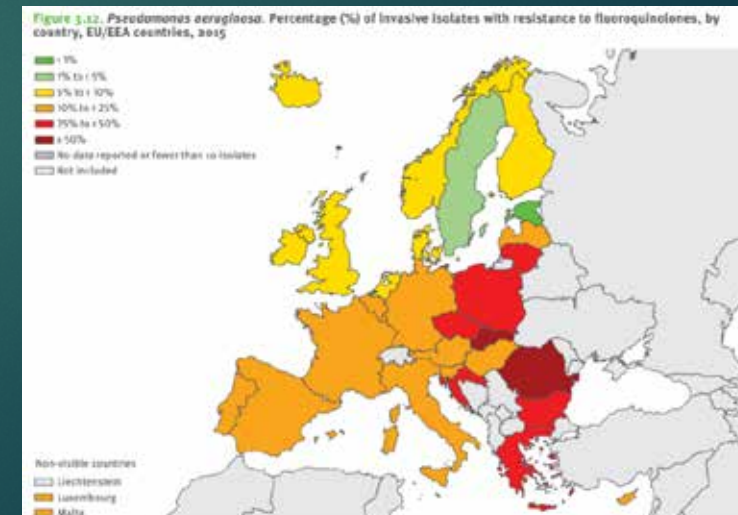 Figure 3.12. Pseudomonas aeruginosa. Percentage (%) of invasive isolates with resistance to fluoroquinolones, by
country, EU/EEA countries, 2015
< 1%
1% to < 5%
5% to < 10%
10% to < 25%
25% to < 50%
≥ 50%
No data reported or fewer than 10 isolates
Not included
Non-visible countries
Liechtenstein
Luxembourg
Malta